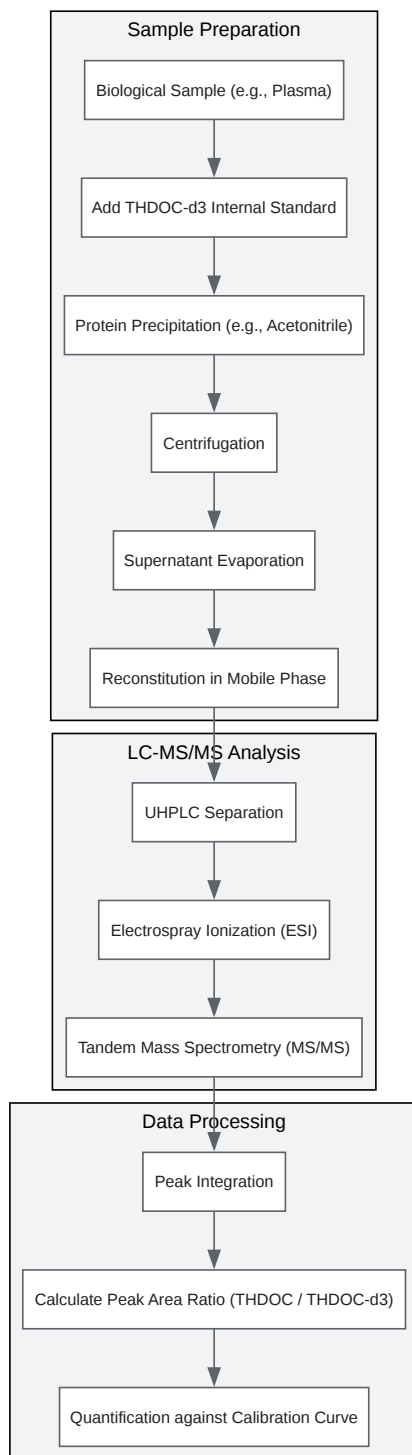 Sample Preparation
Biological Sample (e.g., Plasma)
Add THDOC-d3 Internal Standard
Protein Precipitation (e.g., Acetonitrile)
Centrifugation
Supernatant Evaporation
Reconstitution in Mobile Phase
LC-MS/MS Analysis
UHPLC Separation
Electrospray Ionization (ESI)
Tandem Mass Spectrometry (MS/MS)
Data Processing
Peak Integration
Calculate Peak Area Ratio (THDOC / THDOC-d3)
Quantification against Calibration Curve